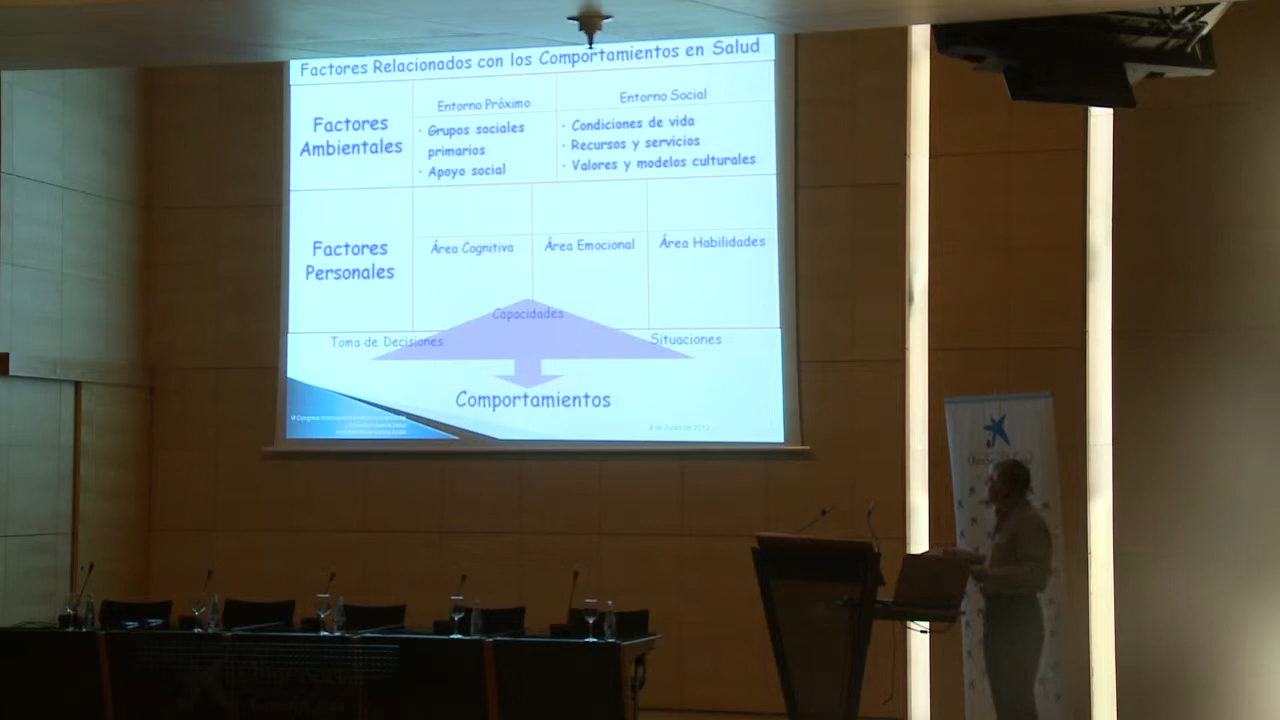 Factores Relacionados con los Comportamientos en Salud
Factores
Ambientales
Entorno Próximo
· Grupos sociales
primarios
· Apoyo social
Entorno Social
· Condiciones de vida
· Recursos y servicios
· Valores y modelos culturales
Factores
Personales
Área Cognitiva
Área Emocional
Área Habilidades
Capacidades
Toma de Decisiones
Situaciones
Comportamientos
VI Congreso